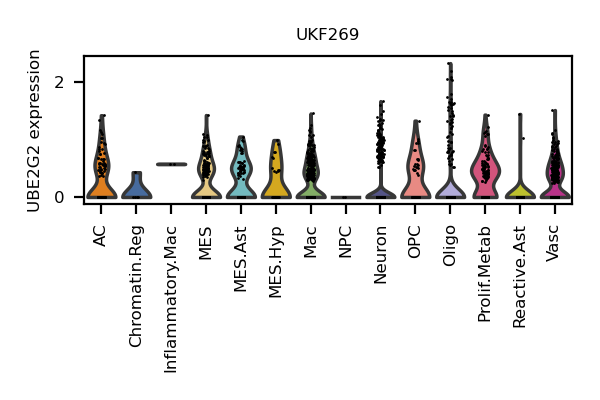 UKF269
UBE2G2 expression
2
0
AC
Chromatin.Reg
Inflammatory.Mac
MES
MES.Ast
MES.Hyp
Mac
NPC
Neuron
OPC
Oligo
Prolif.Metab
Reactive.Ast
Vasc